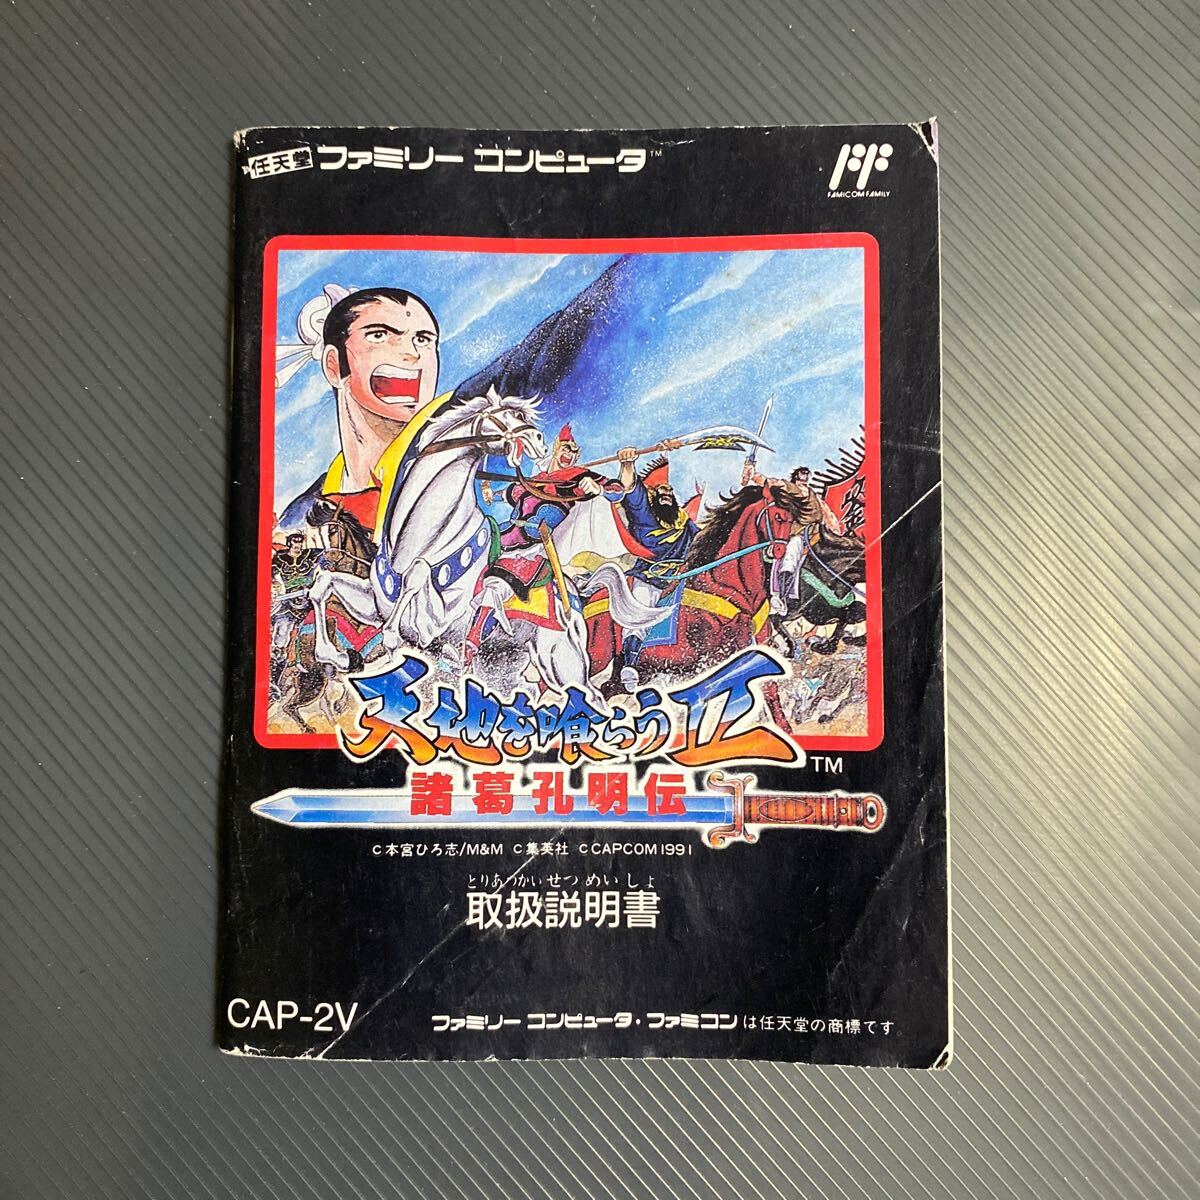 任天堂 ファミリー コンピュータ™
FAMICOM FAMILY
天地を喰らうII
TM
諸葛孔明伝
C本宮ひろ志/M&M C集英社 CCAPCOM1991
とりあつかいせつめいしょ
取扱説明書
CAP-2V
ファミリー コンピュータ・ファミコンは任天堂の商標です。